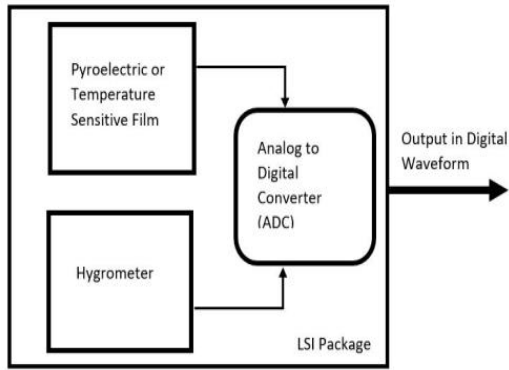 Pyroelectric or
Temperature
Sensitive Film
Analog to
Digital
Converter
(ADC)
Output in Digital
Waveform
Hygrometer
LSI Package